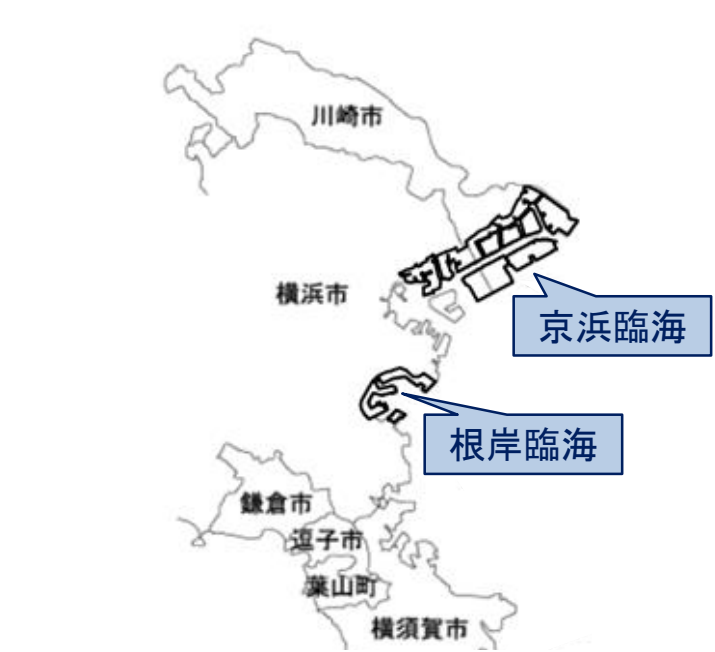 川崎市
横浜市
京浜臨海
根岸臨海
鎌倉市
逗子市
葉山町
横須賀市